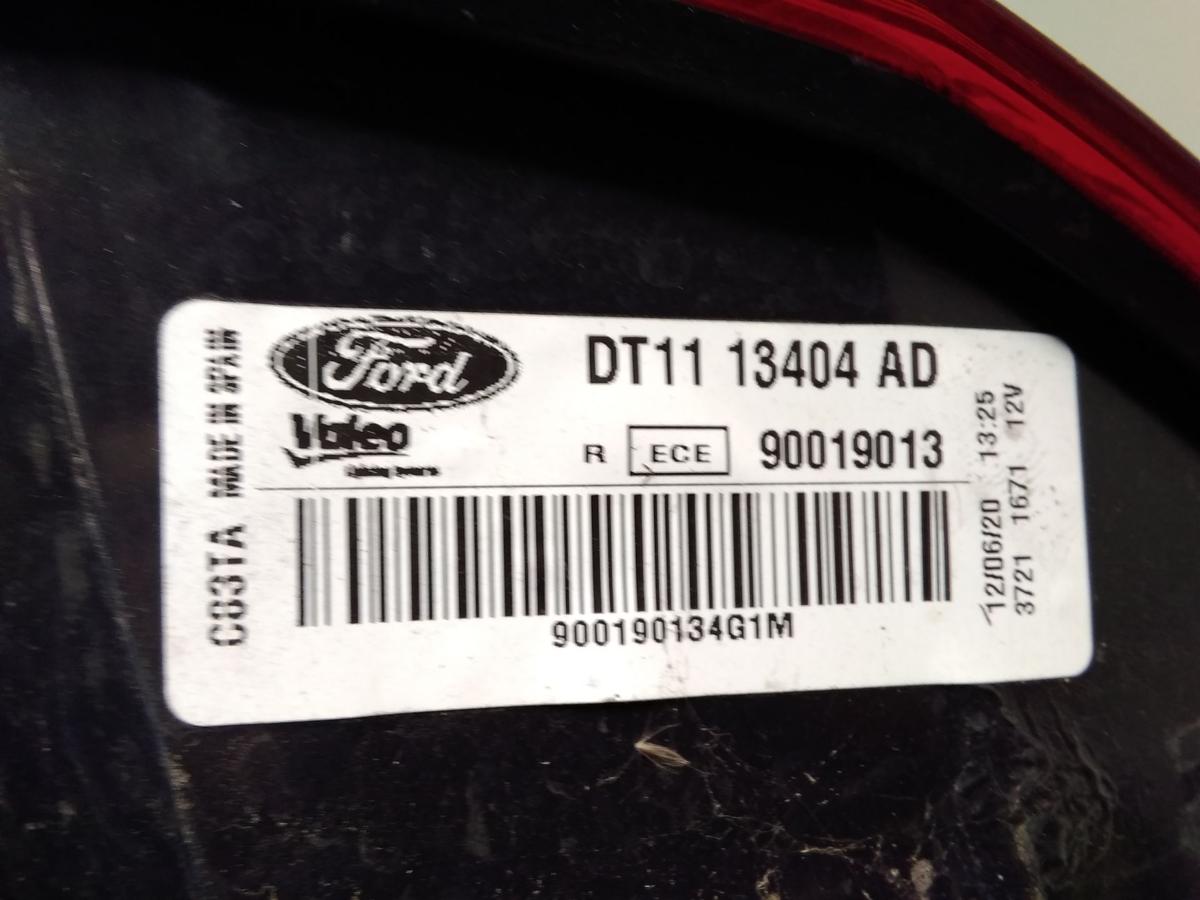 Ford
DT11 13404 AD
Valeo
R ECE 90019013
900190134G1M
MADE IN SPAIN
C03TA
12/06/20 13:25
3721 1671 12V